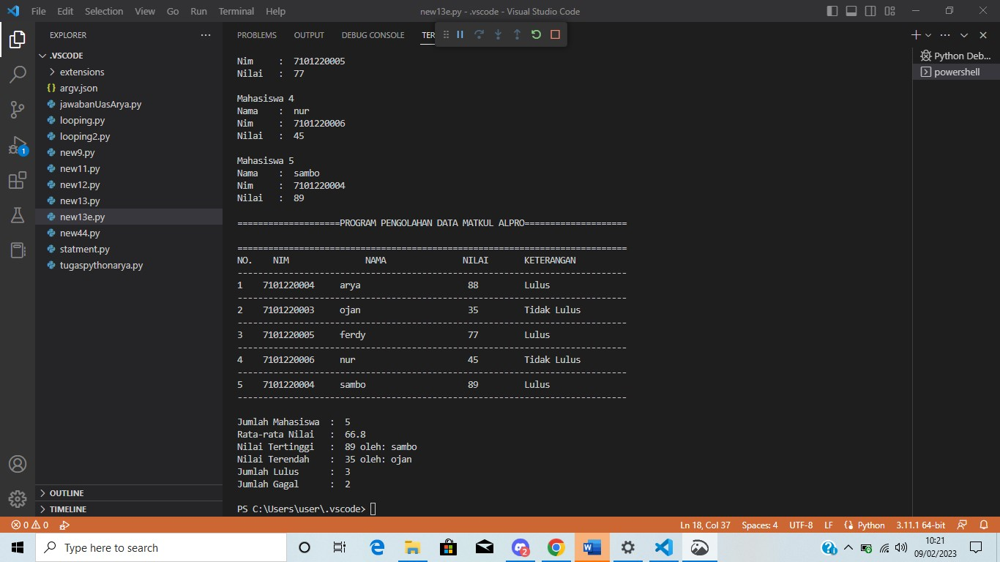 File Edit Selection View Go Run Terminal Help new13e.py - .vscode - Visual Studio Code
EXPLORER
.VSCODE
extensions
argv.json
jawabanUasArya.py
looping.py
looping2.py
new9.py
new11.py
new12.py
new13.py
new13e.py
new44.py
statment.py
tugaspythonarya.py
OUTLINE
TIMELINE
1
PROBLEMS OUTPUT DEBUG CONSOLE TER
Nim : 7101220005
Nilai : 77
Mahasiswa 4
Nama : nur
Nim : 7101220006
Nilai : 45
Mahasiswa 5
Nama : sambo
Nim : 7101220004
Nilai : 89
====================PROGRAM PENGOLAHAN DATA MATKUL ALPRO====================
============================================================================
NO. NIM NAMA NILAI KETERANGAN
----------------------------------------------------------------------------
1 7101220004 arya 88 Lulus
----------------------------------------------------------------------------
2 7101220003 ojan 35 Tidak Lulus
----------------------------------------------------------------------------
3 7101220005 ferdy 77 Lulus
----------------------------------------------------------------------------
4 7101220006 nur 45 Tidak Lulus
----------------------------------------------------------------------------
5 7101220004 sambo 89 Lulus
----------------------------------------------------------------------------
Jumlah Mahasiswa : 5
Rata-rata Nilai : 66.8
Nilai Tertinggi : 89 oleh: sambo
Nilai Terendah : 35 oleh: ojan
Jumlah Lulus : 3
Jumlah Gagal : 2
PS C:\Users\user\.vscode>
Python Deb...
powershell
0 0 Ln 18, Col 37 Spaces: 4 UTF-8 LF Python 3.11.1 64-bit
Type here to search
2
10:21
09/02/2023